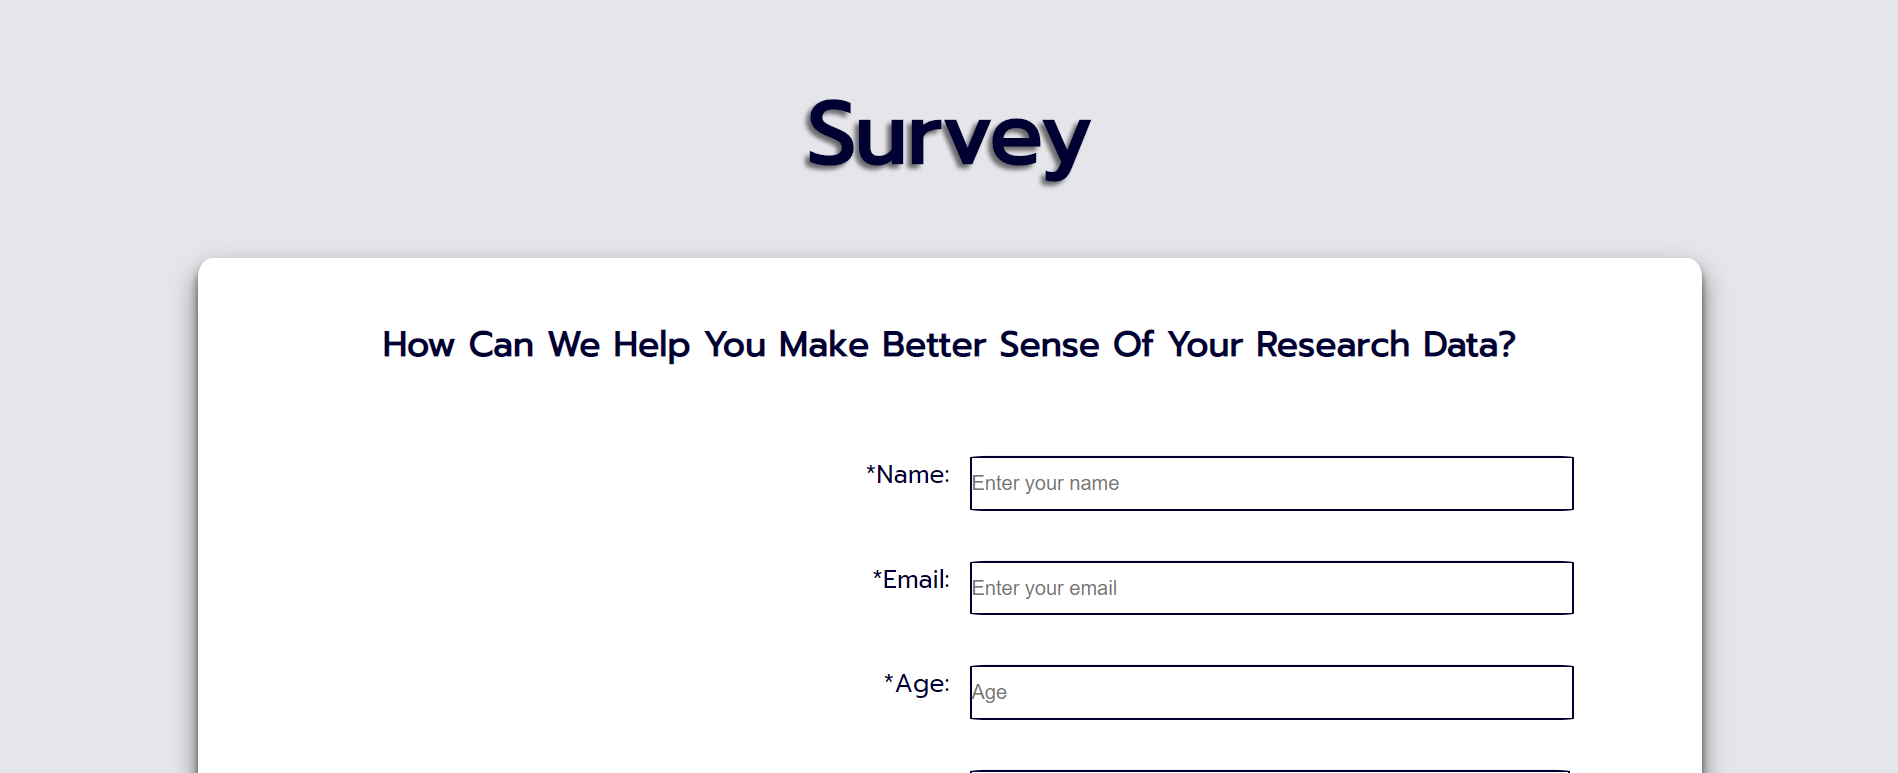 Survey
How Can We Help You Make Better Sense Of Your Research Data?
*Name: Enter your name
*Email: Enter your email
*Age: Age